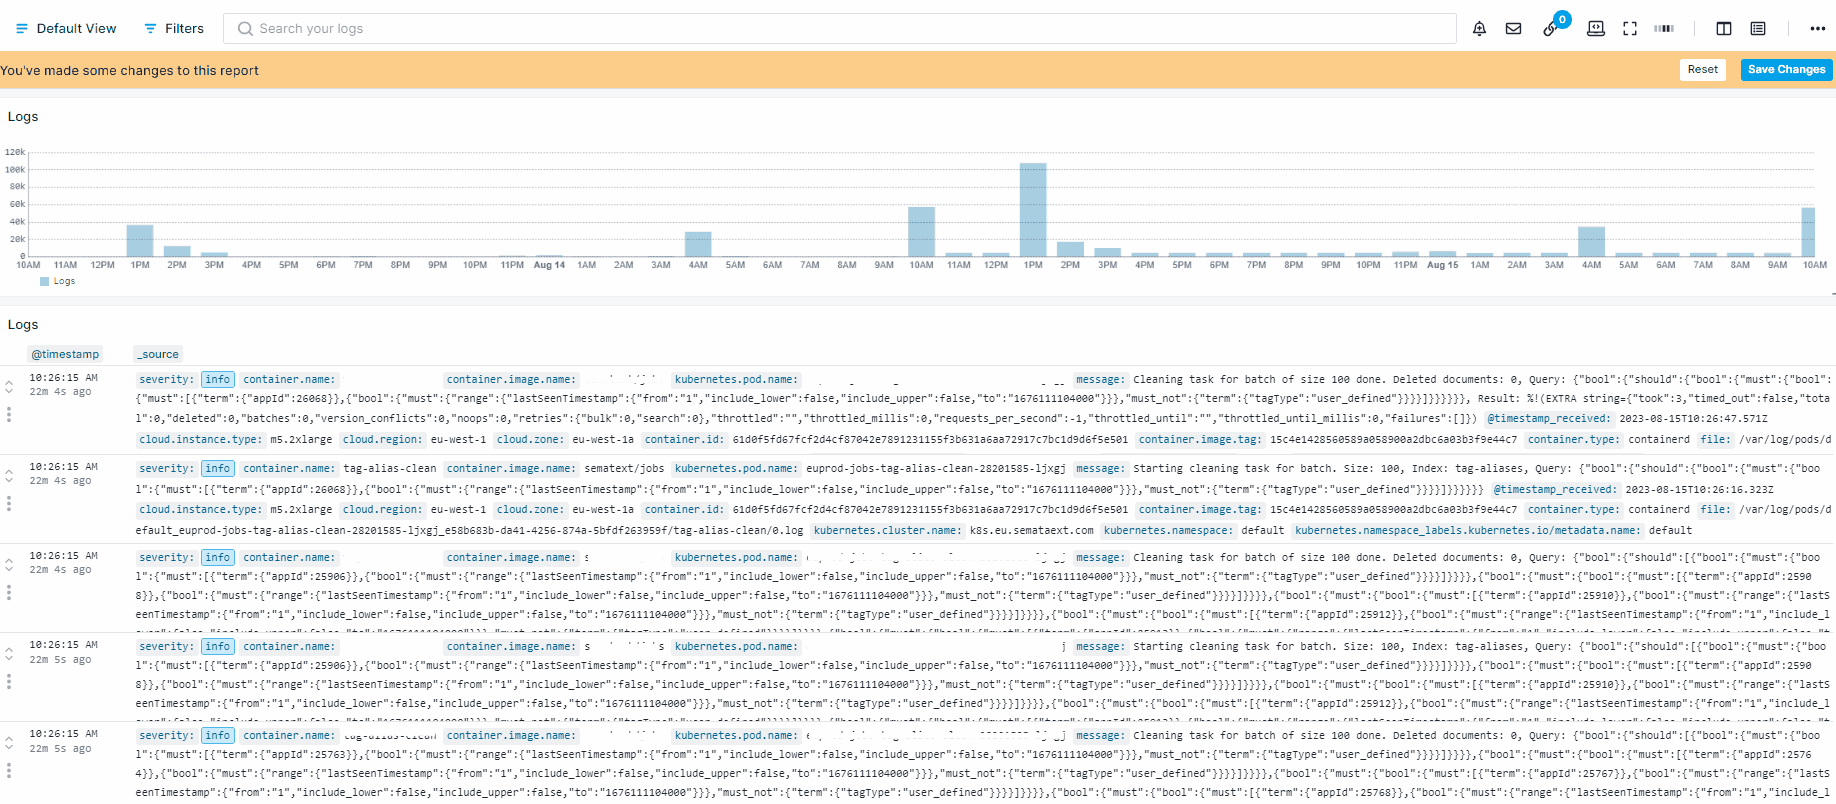 Default View Filters Search your logs 0
You've made some changes to this report Reset Save Changes
Logs
120k
100k
80k
60k
40k
20k
0
10AM 11AM 12PM 1PM 2PM 3PM 4PM 5PM 6PM 7PM 8PM 9PM 10PM 11PM Aug 14 1AM 2AM 3AM 4AM 5AM 6AM 7AM 8AM 9AM 10AM 11AM 12PM 1PM 2PM 3PM 4PM 5PM 6PM 7PM 8PM 9PM 10PM 11PM Aug 15 1AM 2AM 3AM 4AM 5AM 6AM 7AM 8AM 9AM 10AM
Logs
Logs
@timestamp _source
10:26:15 AM severity: info container.name: container.image.name: kubernetes.pod.name: message: Cleaning task for batch of size 100 done. Deleted documents: 0, Query: {"bool":{"should":[{"bool":{"must":{"bool":
22m 4s ago {"must":[{"term":{"appId":26068}},{"bool":{"must":{"range":{"lastSeenTimestamp":{"from":"1","include_lower":false,"include_upper":false,"to":"1676111104000"}}},"must_not":{"term":{"tagType":"user_defined"}}}}]}}}}]}}, Result: %!(EXTRA string={"took":3,"timed_out":false,"tota
l":0,"deleted":0,"batches":0,"version_conflicts":0,"noops":0,"retries":{"bulk":0,"search":0},"throttled":"","throttled_millis":0,"requests_per_second":-1,"throttled_until":"","throttled_until_millis":0,"failures":[]}) @timestamp_received: 2023-08-15T10:26:47.571Z
cloud.instance.type: m5.2xlarge cloud.region: eu-west-1 cloud.zone: eu-west-1a container.id: 61d0f5fd67fcf2d4cf87042e7891231155f3b631a6aa72917c7bc1d9d6f5e501 container.image.tag: 15c4e1428560589a058900a2dbc6a03b3f9e44c7 container.type: containerd file: /var/log/pods/d
10:26:15 AM severity: info container.name: tag-alias-clean container.image.name: sematext/jobs kubernetes.pod.name: euprod-jobs-tag-alias-clean-28201585-ljxgj message: Starting cleaning task for batch. Size: 100, Index: tag-aliases, Query: {"bool":{"should":[{"bool":{"must":{"boo
22m 4s ago l":{"must":[{"term":{"appId":26068}},{"bool":{"must":{"range":{"lastSeenTimestamp":{"from":"1","include_lower":false,"include_upper":false,"to":"1676111104000"}}},"must_not":{"term":{"tagType":"user_defined"}}}}]}}}}]}} @timestamp_received: 2023-08-15T10:26:16.323Z
cloud.instance.type: m5.2xlarge cloud.region: eu-west-1 cloud.zone: eu-west-1a container.id: 61d0f5fd67fcf2d4cf87042e7891231155f3b631a6aa72917c7bc1d9d6f5e501 container.image.tag: 15c4e1428560589a058900a2dbc6a03b3f9e44c7 container.type: containerd file: /var/log/pods/d
efault_euprod-jobs-tag-alias-clean-28201585-ljxgj_e58b683b-da41-4256-874a-5bfdf263959f/tag-alias-clean/0.log kubernetes.cluster.name: k8s.eu.semataext.com kubernetes.namespace: default kubernetes.namespace_labels.kubernetes.io/metadata.name: default
10:26:15 AM severity: info container.name: container.image.name: s kubernetes.pod.name: message: Cleaning task for batch of size 100 done. Deleted documents: 0, Query: {"bool":{"should":[{"bool":{"must":{"boo
22m 4s ago l":{"must":[{"term":{"appId":25906}},{"bool":{"must":{"range":{"lastSeenTimestamp":{"from":"1","include_lower":false,"include_upper":false,"to":"1676111104000"}}},"must_not":{"term":{"tagType":"user_defined"}}}}]}}}},{"bool":{"must":{"bool":{"must":[{"term":{"appId":2590
8}},{"bool":{"must":{"range":{"lastSeenTimestamp":{"from":"1","include_lower":false,"include_upper":false,"to":"1676111104000"}}},"must_not":{"term":{"tagType":"user_defined"}}}}]}}}},{"bool":{"must":{"bool":{"must":[{"term":{"appId":25910}},{"bool":{"must":{"range":{"lastS
eenTimestamp":{"from":"1","include_lower":false,"include_upper":false,"to":"1676111104000"}}},"must_not":{"term":{"tagType":"user_defined"}}}}]}}}},{"bool":{"must":{"bool":{"must":[{"term":{"appId":25912}},{"bool":{"must":{"range":{"lastSeenTimestamp":{"from":"1","include_l
10:26:15 AM severity: info container.name: container.image.name: s s kubernetes.pod.name: j message: Starting cleaning task for batch. Size: 100, Index: tag-aliases, Query: {"bool":{"should":[{"bool":{"must":{"boo
22m 5s ago l":{"must":[{"term":{"appId":25906}},{"bool":{"must":{"range":{"lastSeenTimestamp":{"from":"1","include_lower":false,"include_upper":false,"to":"1676111104000"}}},"must_not":{"term":{"tagType":"user_defined"}}}}]}}}},{"bool":{"must":{"bool":{"must":[{"term":{"appId":2590
8}},{"bool":{"must":{"range":{"lastSeenTimestamp":{"from":"1","include_lower":false,"include_upper":false,"to":"1676111104000"}}},"must_not":{"term":{"tagType":"user_defined"}}}}]}}}},{"bool":{"must":{"bool":{"must":[{"term":{"appId":25910}},{"bool":{"must":{"range":{"lastS
eenTimestamp":{"from":"1","include_lower":false,"include_upper":false,"to":"1676111104000"}}},"must_not":{"term":{"tagType":"user_defined"}}}}]}}}},{"bool":{"must":{"bool":{"must":[{"term":{"appId":25912}},{"bool":{"must":{"range":{"lastSeenTimestamp":{"from":"1","include_l
10:26:15 AM severity: info container.name: tag-alias-clean container.image.name: kubernetes.pod.name: message: Cleaning task for batch of size 100 done. Deleted documents: 0, Query: {"bool":{"should":[{"bool":{"must":{"boo
22m 5s ago l":{"must":[{"term":{"appId":25763}},{"bool":{"must":{"range":{"lastSeenTimestamp":{"from":"1","include_lower":false,"include_upper":false,"to":"1676111104000"}}},"must_not":{"term":{"tagType":"user_defined"}}}}]}}}},{"bool":{"must":{"bool":{"must":[{"term":{"appId":2576
4}},{"bool":{"must":{"range":{"lastSeenTimestamp":{"from":"1","include_lower":false,"include_upper":false,"to":"1676111104000"}}},"must_not":{"term":{"tagType":"user_defined"}}}}]}}}},{"bool":{"must":{"bool":{"must":[{"term":{"appId":25767}},{"bool":{"must":{"range":{"lastS
eenTimestamp":{"from":"1","include_lower":false,"include_upper":false,"to":"1676111104000"}}},"must_not":{"term":{"tagType":"user_defined"}}}}]}}}},{"bool":{"must":{"bool":{"must":[{"term":{"appId":25768}},{"bool":{"must":{"range":{"lastSeenTimestamp":{"from":"1","include_l